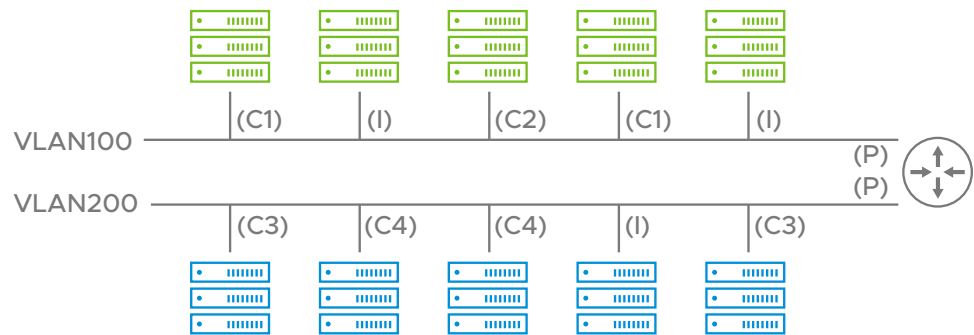 (C1) (I) (C2) (C1) (I)
VLAN100
(P)
(P)
VLAN200
(C3) (C4) (C4) (I) (C3)